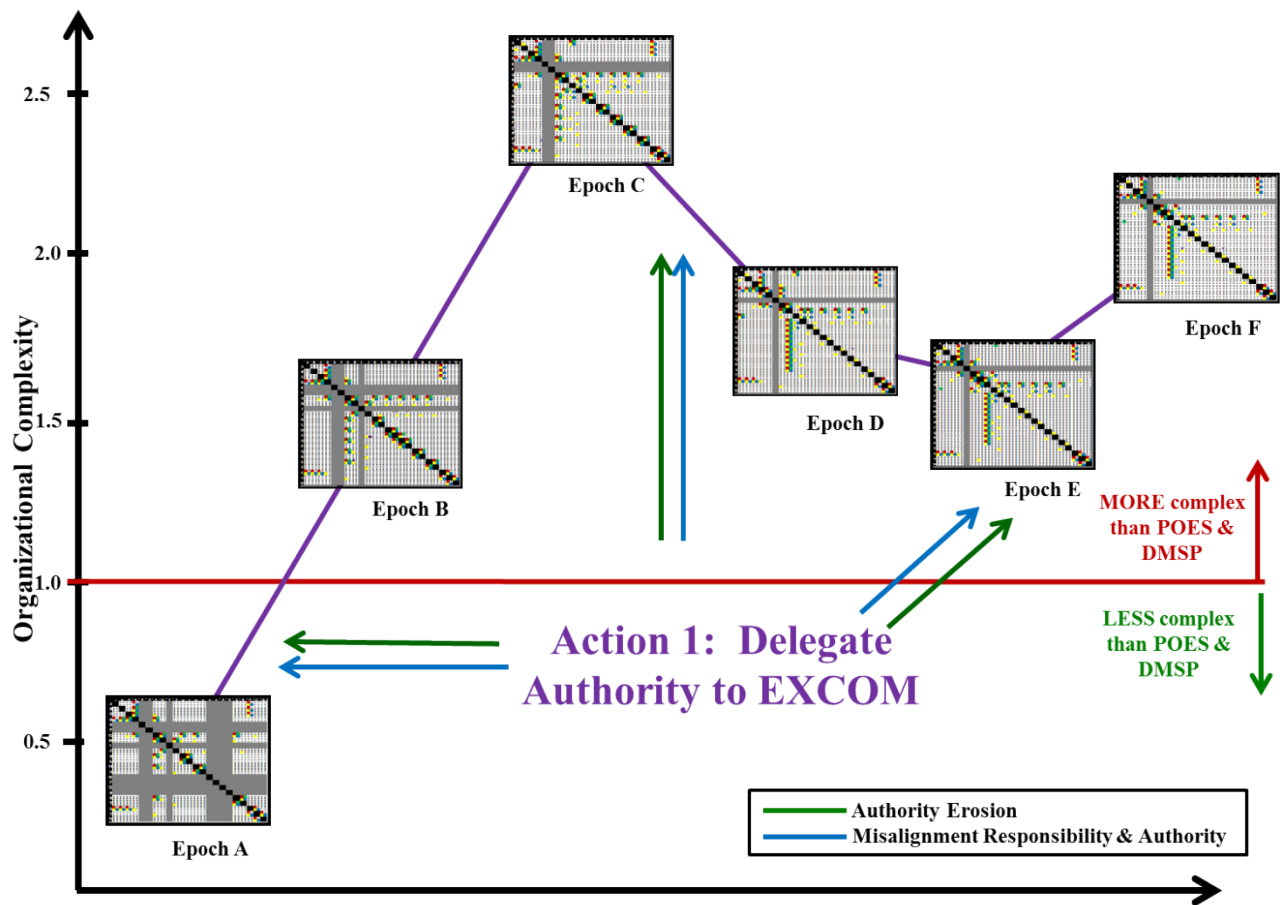 2.5
Epoch C
2.0
Epoch F
Organizational Complexity
Epoch D
1.5
Epoch E
Epoch B
MORE complex
than POES &
DMSP
1.0
LESS complex
than POES &
DMSP
Action 1:  Delegate
Authority to EXCOM
0.5
Authority Erosion
Misalignment Responsibility & Authority
Epoch A